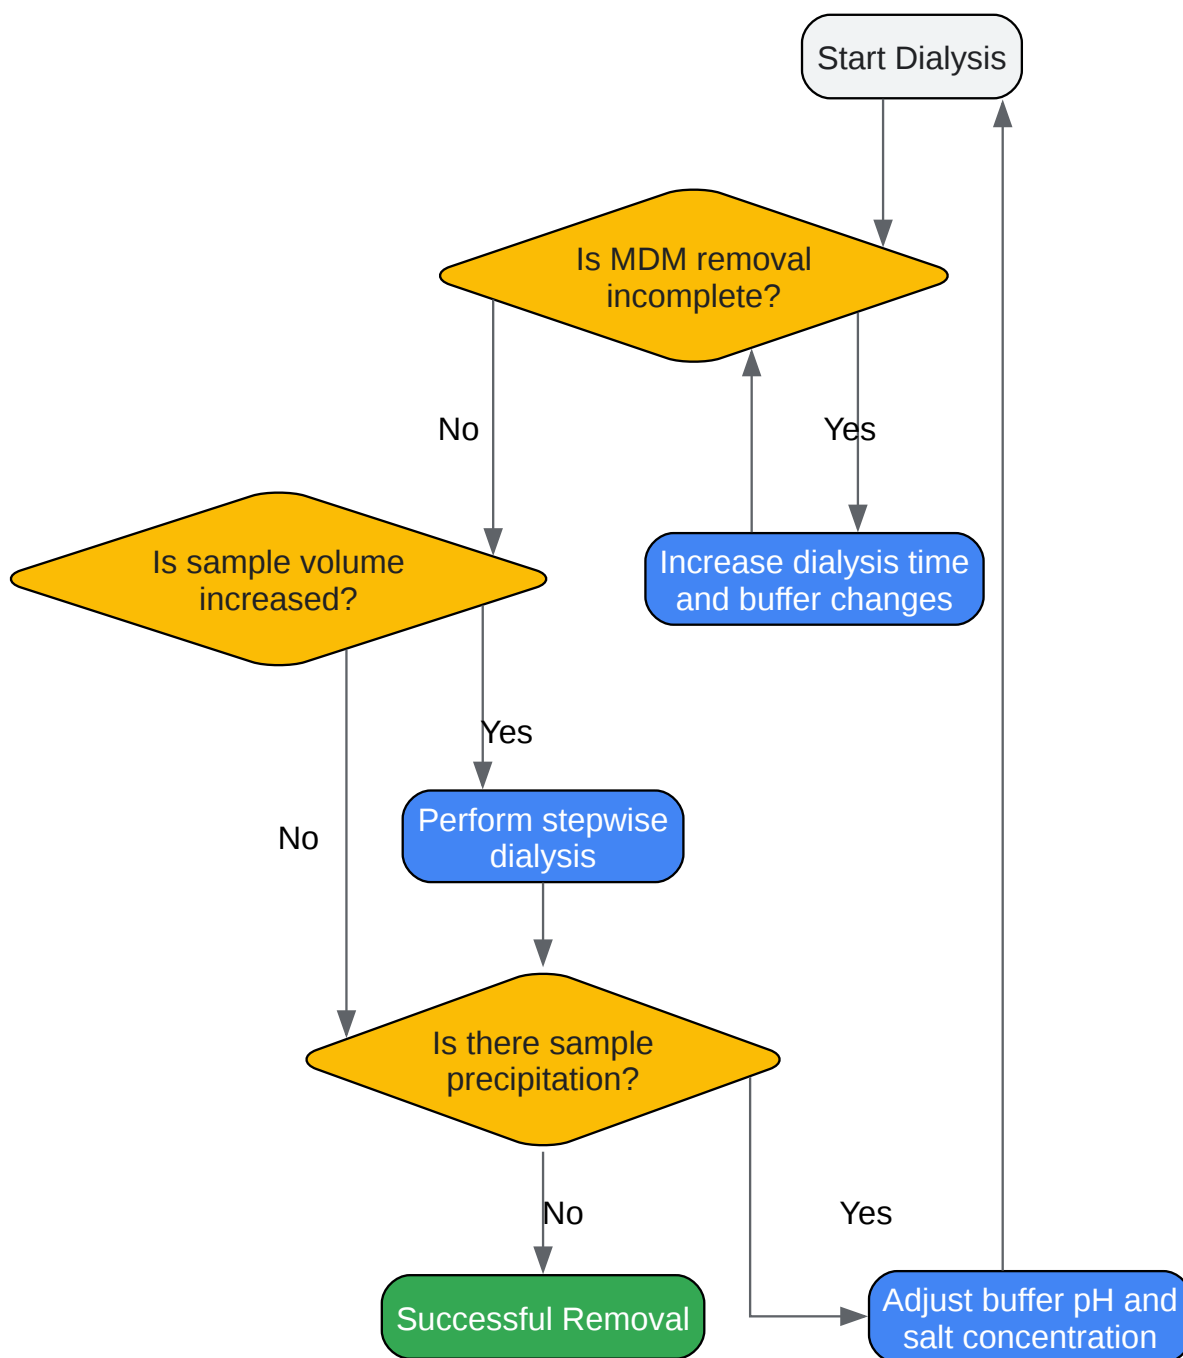 Start Dialysis
Is MDM removal
incomplete?
No
Yes
Is sample volume
increased?
Increase dialysis time
and buffer changes
Yes
No
Perform stepwise
dialysis
Is there sample
precipitation?
No
Yes
Successful Removal
Adjust buffer pH and
salt concentration